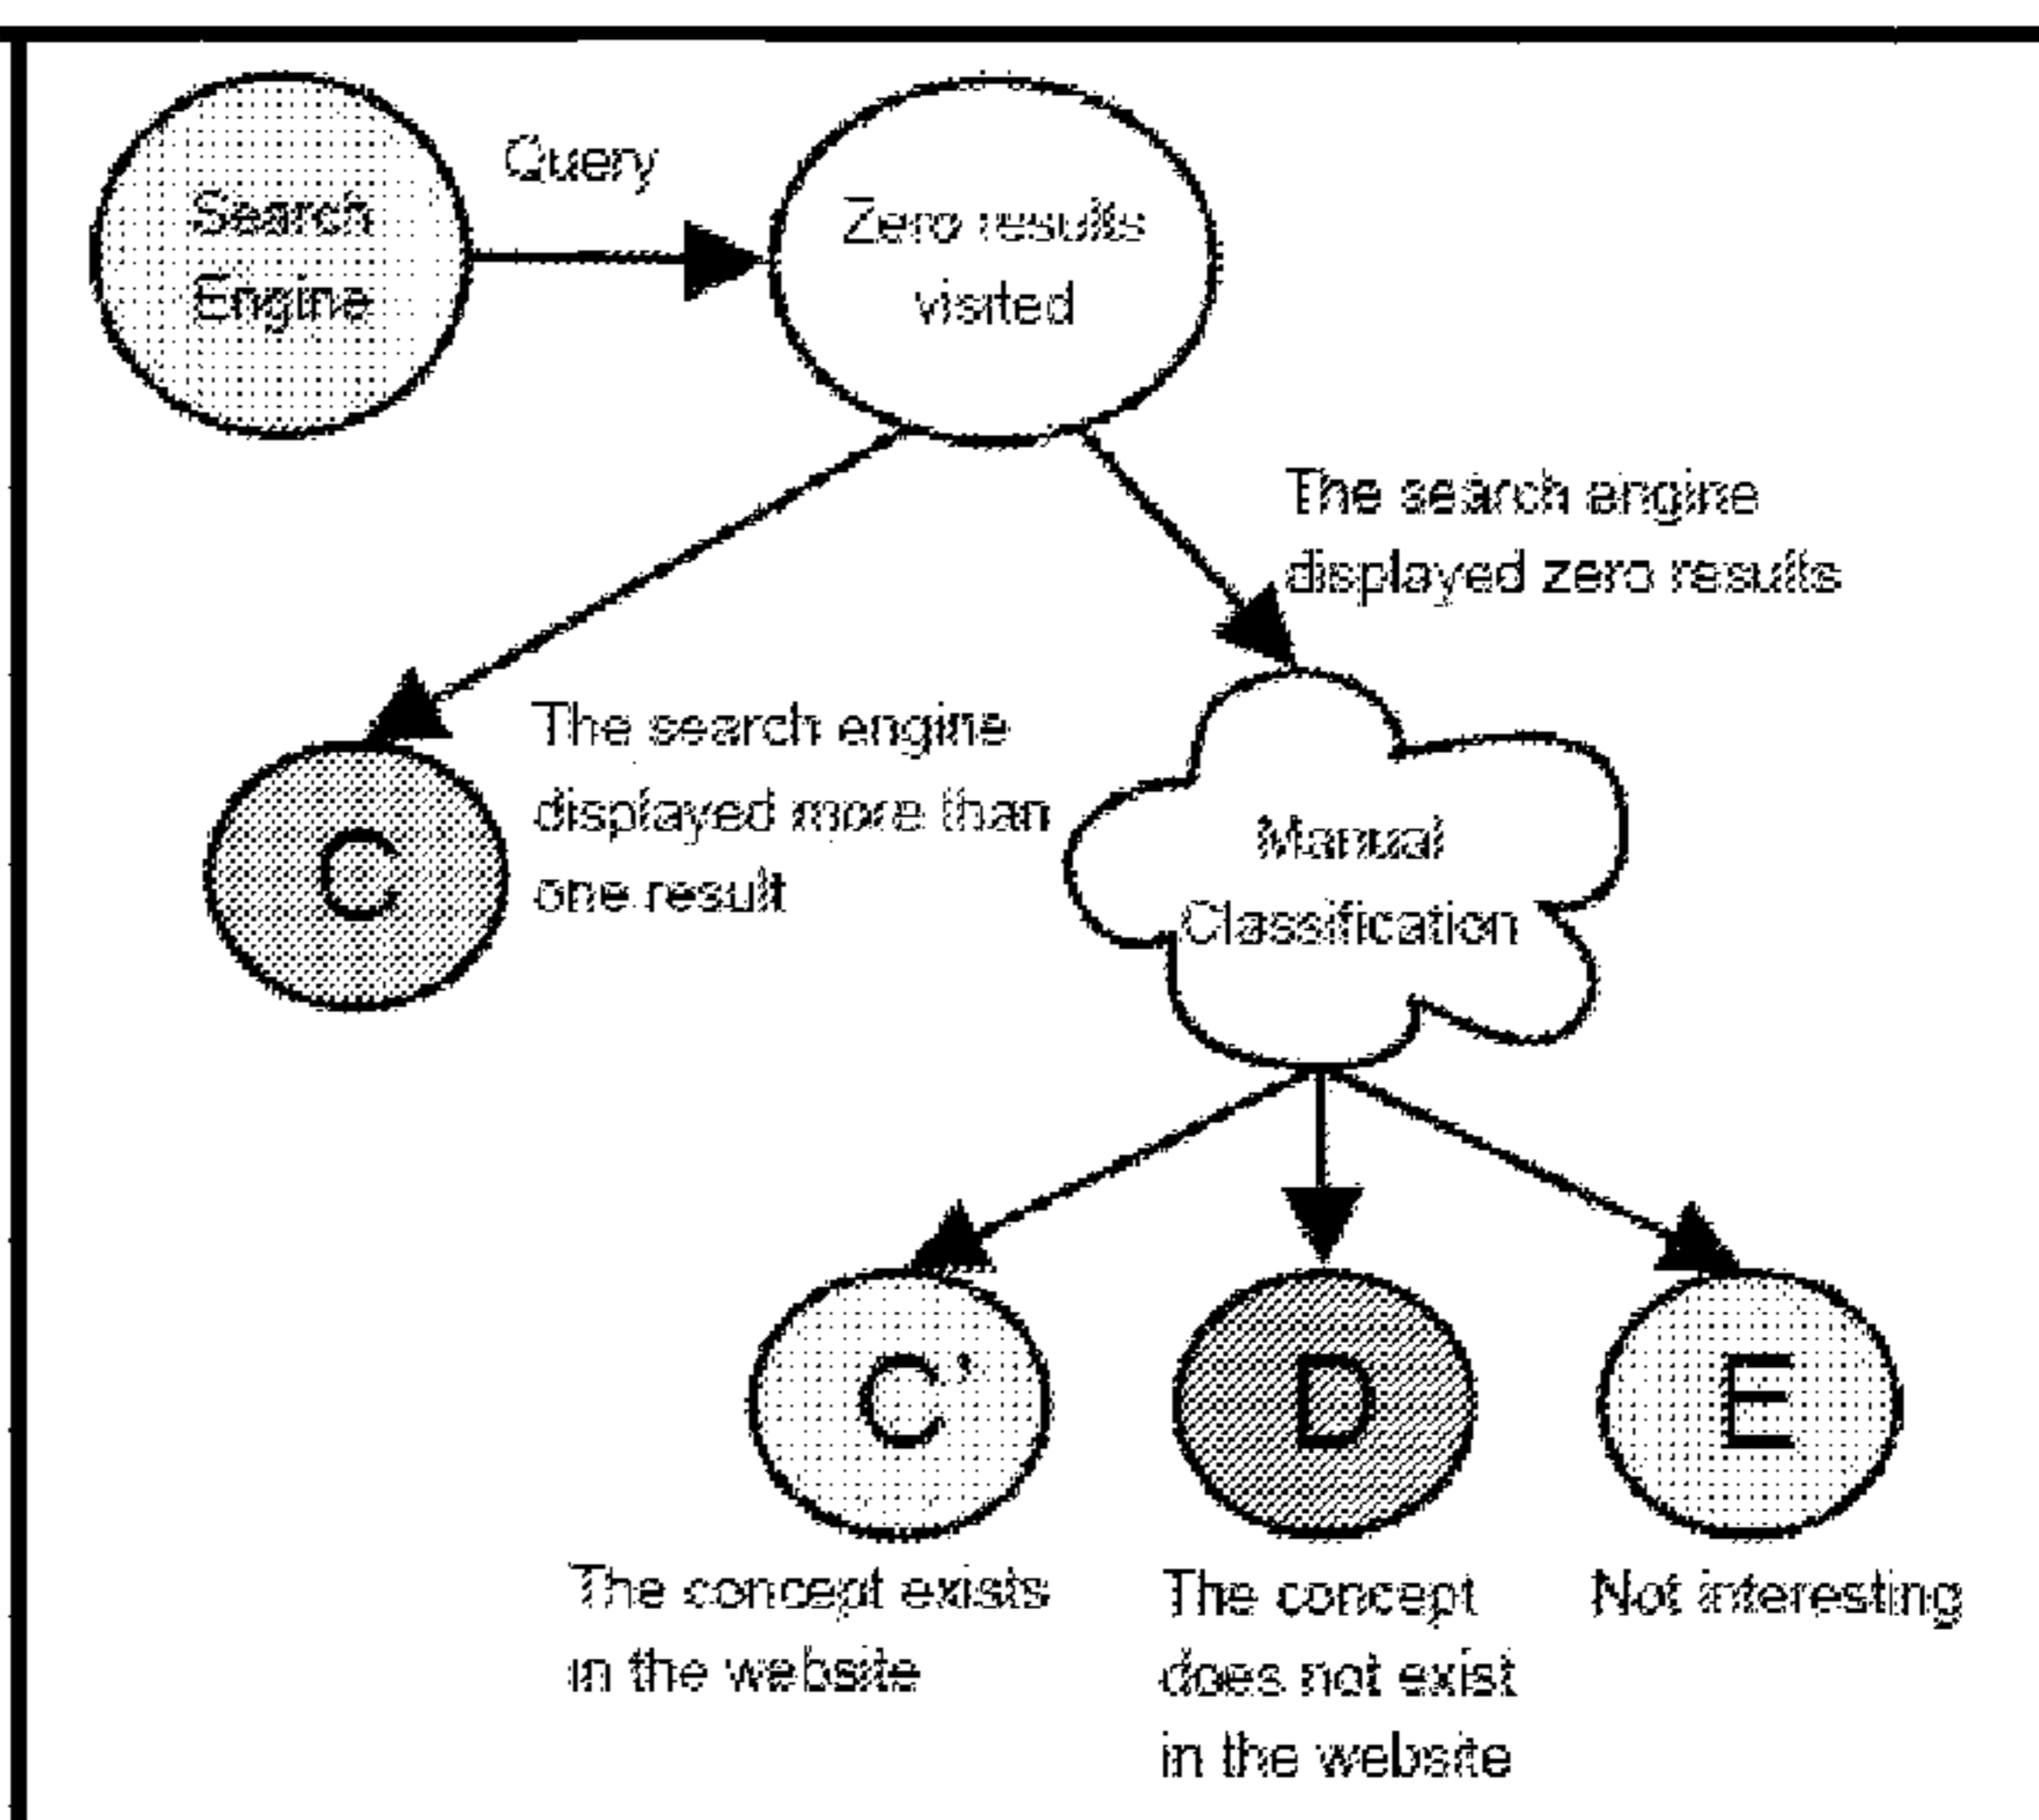 Query
Search
Engine
Zero results
visited
The search angine
displayed zero results
The search engine
displayed more than
one result
C
Manual
Classification
C'
D
E
The concept exists
in the website
The concept
does not exist
in the website
Not interesting